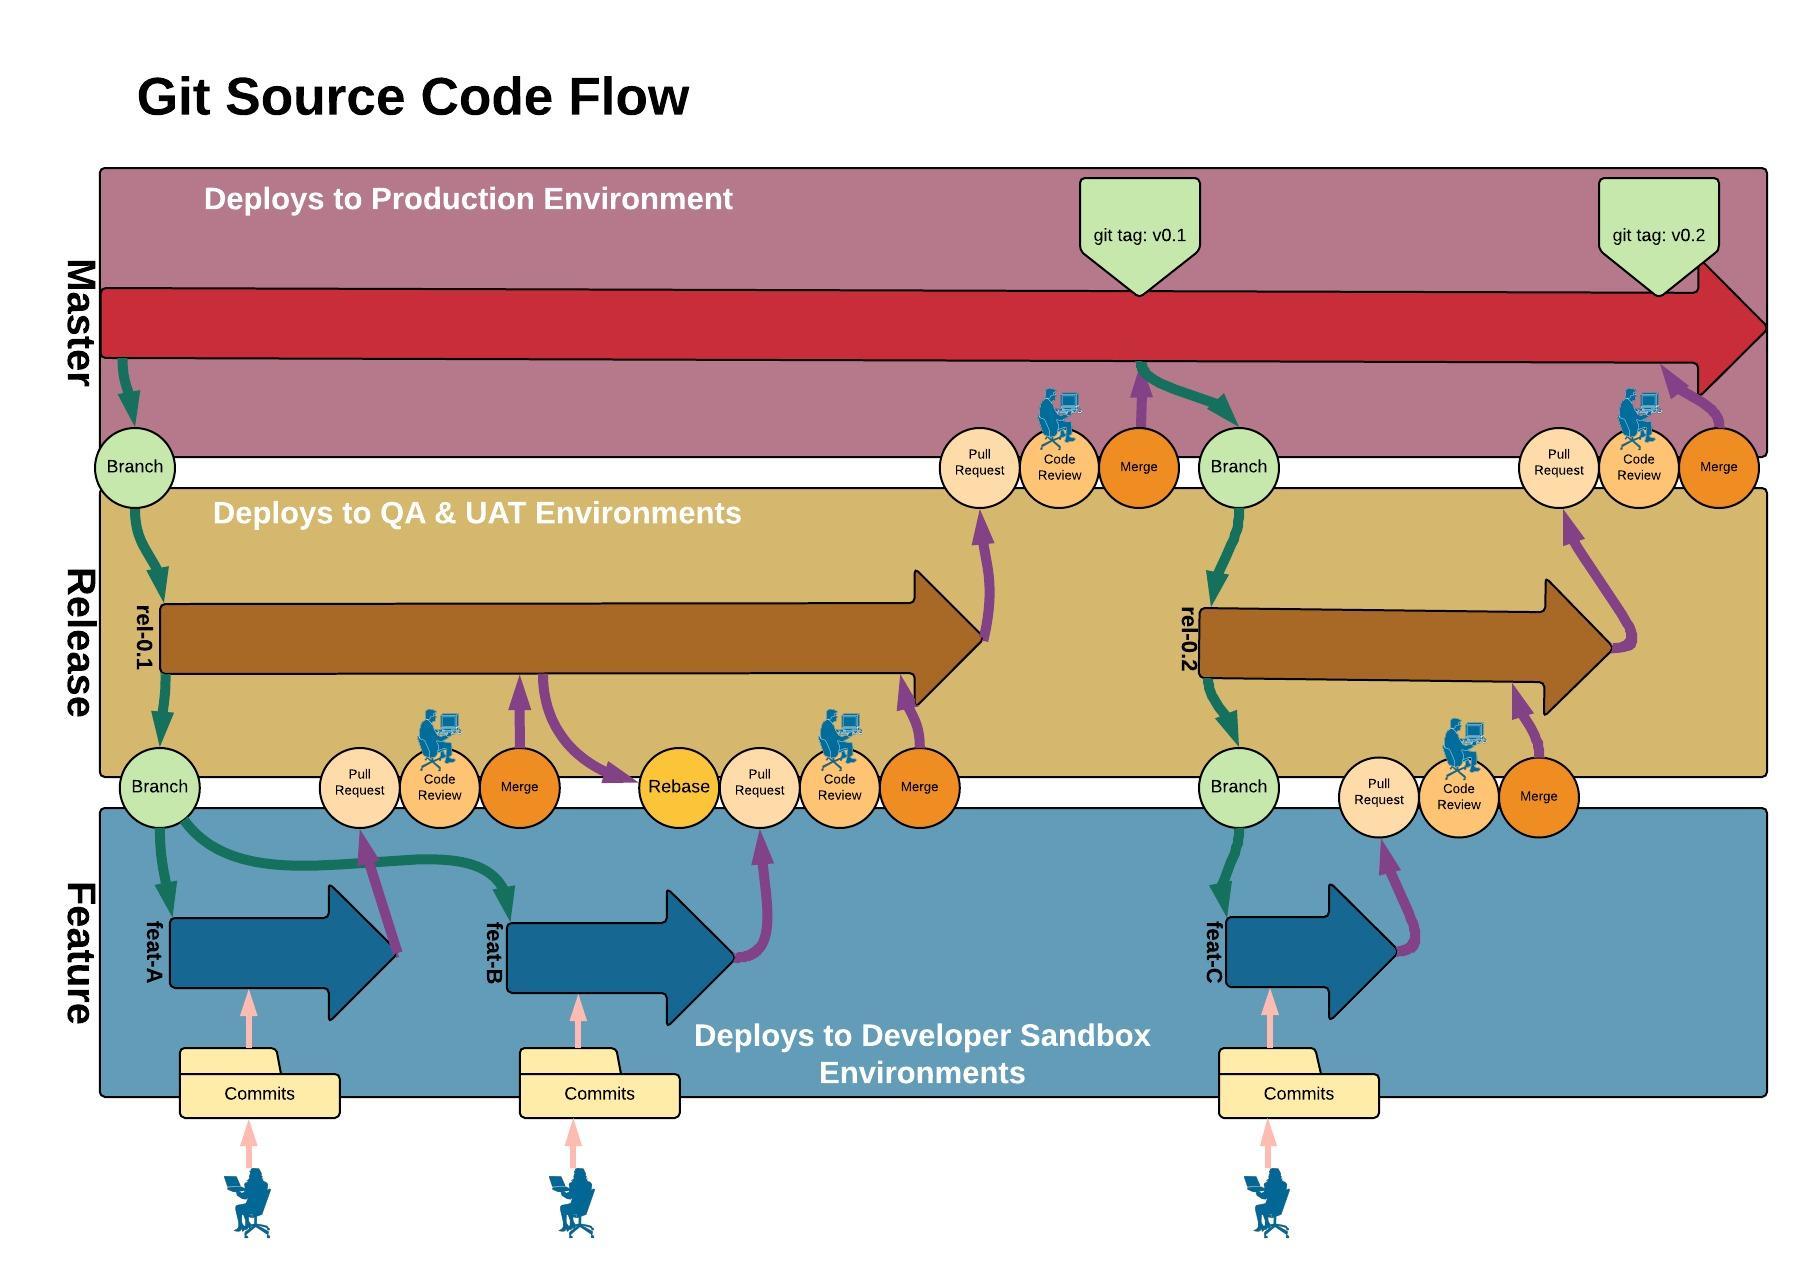 Git Source Code Flow
Master
Deploys to Production Environment
git tag: v0.1
git tag: v0.2
Branch
Pull
Request
Code
Review
Merge
Branch
Pull
Request
Code
Review
Merge
Release
Deploys to QA & UAT Environments
rel-0.1
rel-0.2
Branch
Pull
Request
Code
Review
Merge
Rebase
Pull
Request
Code
Review
Merge
Branch
Pull
Request
Code
Review
Merge
Feature
feat-A
feat-B
feat-C
Deploys to Developer Sandbox
Environments
Commits
Commits
Commits